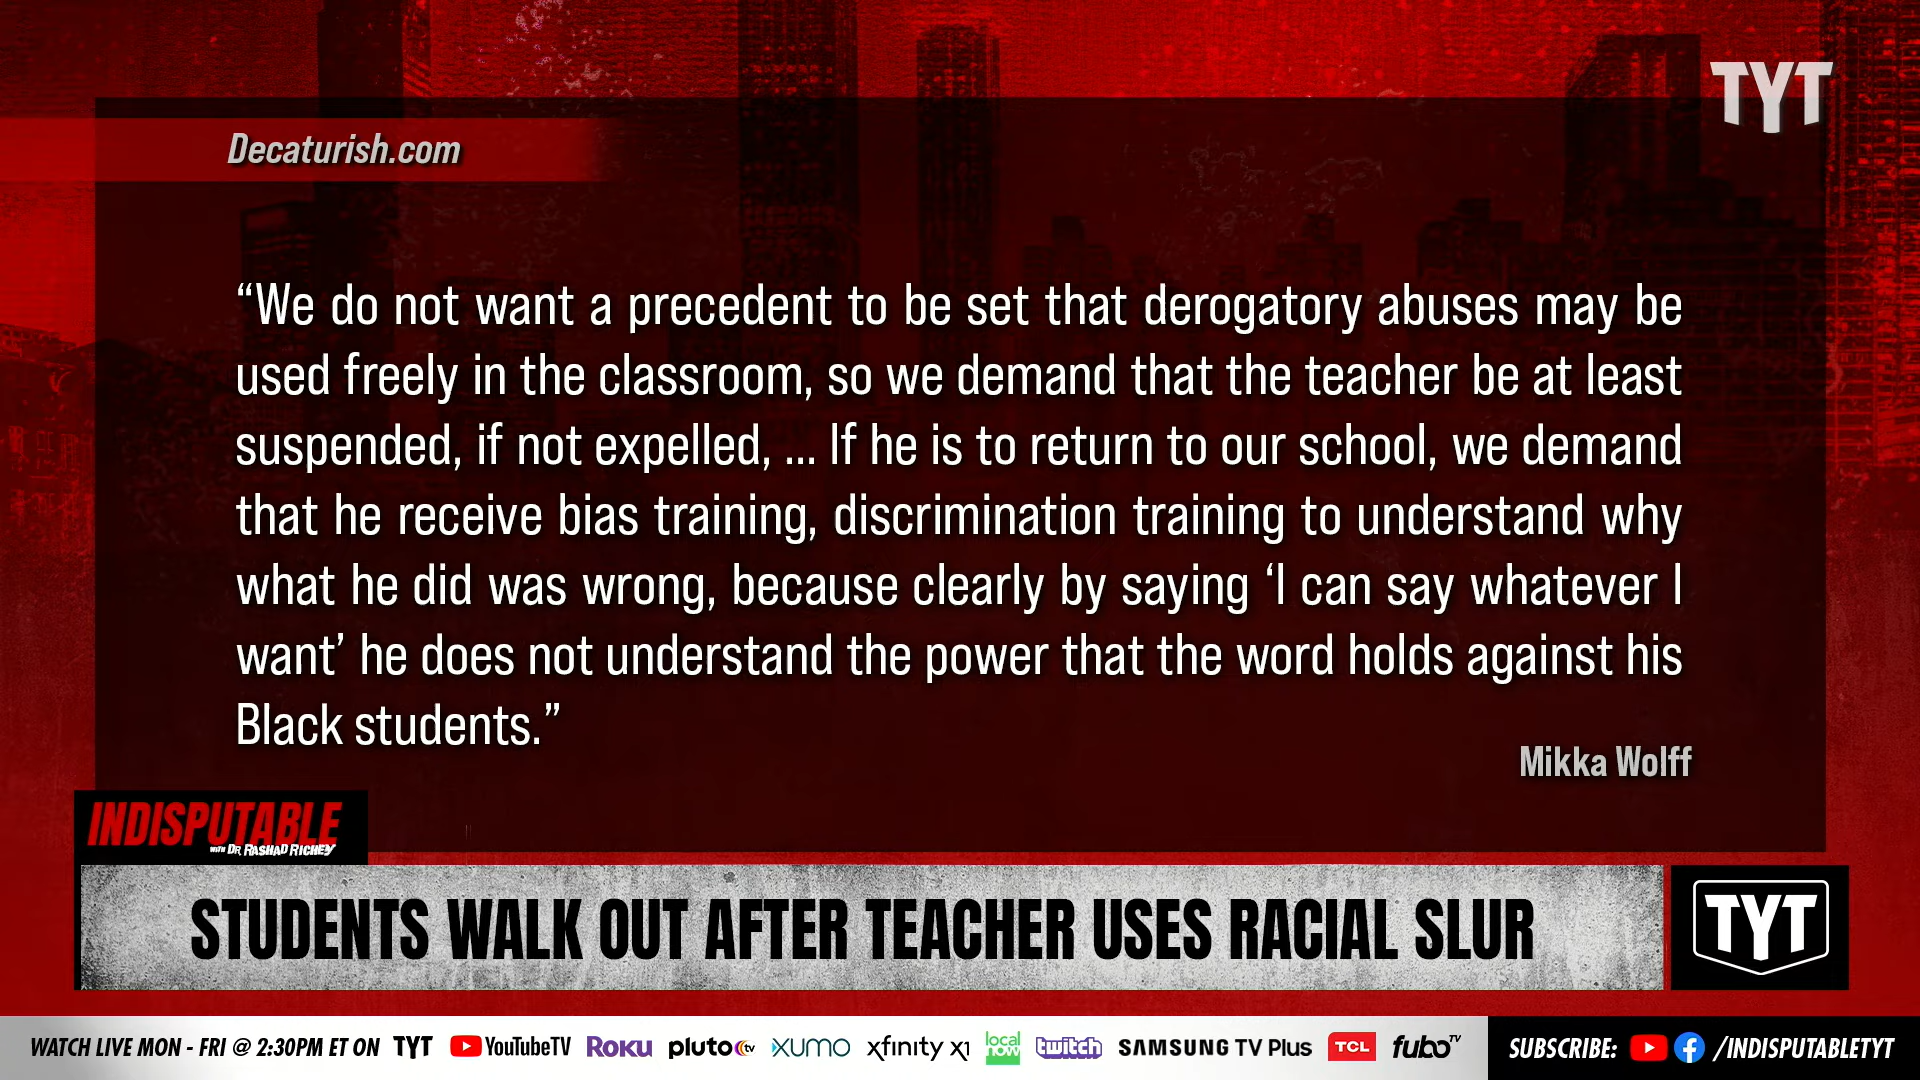 TYT
Decaturish.com
“We do not want a precedent to be set that derogatory abuses may be
used freely in the classroom, so we demand that the teacher be at least
suspended, if not expelled, ... If he is to return to our school, we demand
that he receive bias training, discrimination training to understand why
what he did was wrong, because clearly by saying ‘I can say whatever I
want’ he does not understand the power that the word holds against his
Black students.”
Mikka Wolff
INDISPUTABLE
WITH DR RASHAD RICHEY
STUDENTS WALK OUT AFTER TEACHER USES RACIAL SLUR
TYT
WATCH LIVE MON - FRI @ 2:30PM ET ON TYT YouTubeTV ROKU pluto tv XUMO xfinity x1 local now twitch SAMSUNG TV Plus TCL fubo TV SUBSCRIBE: /INDISPUTABLETYT